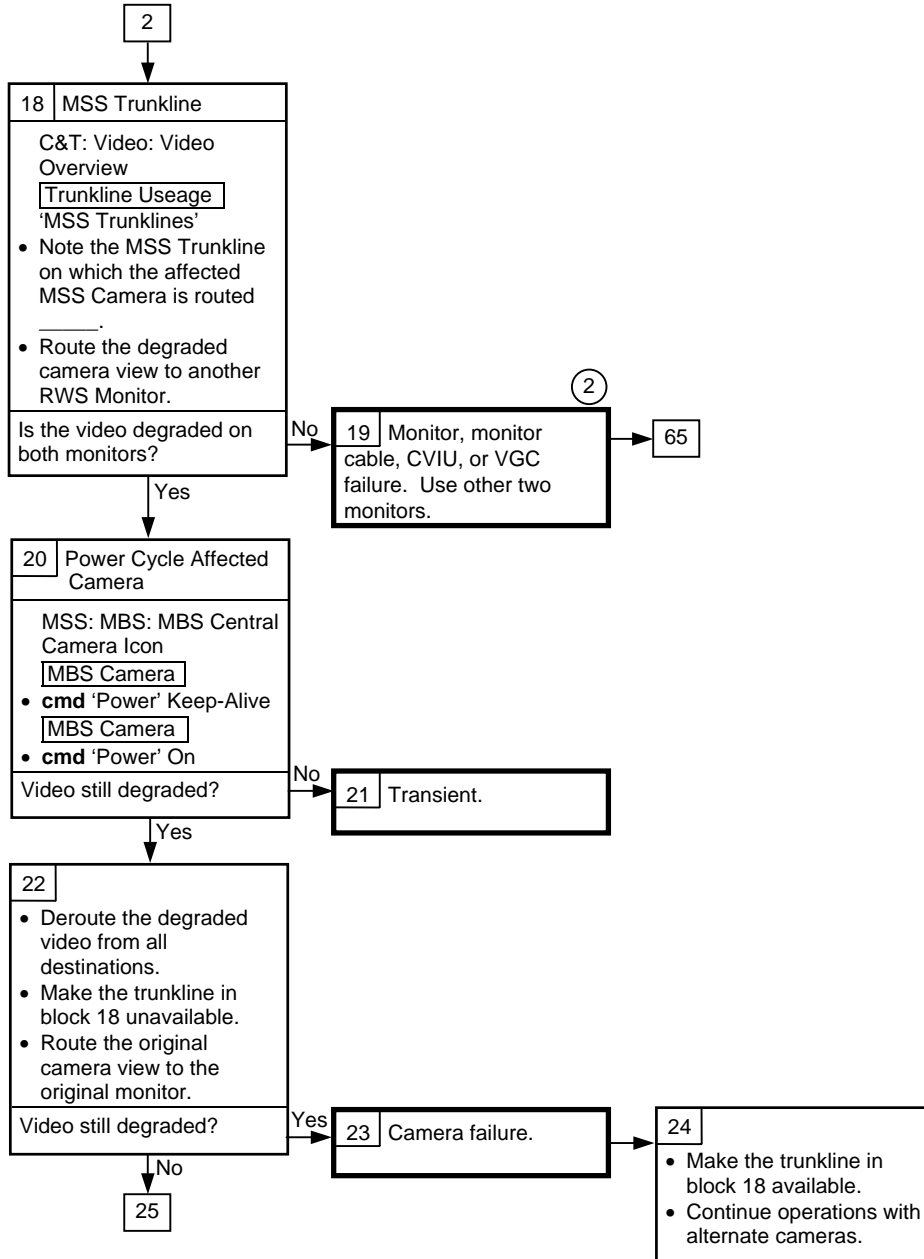 2
18 MSS Trunkline
C&T: Video: Video
Overview
Trunkline Useage
‘MSS Trunklines’
• Note the MSS Trunkline
on which the affected
MSS Camera is routed
_____.
• Route the degraded
camera view to another
RWS Monitor.
Is the video degraded on
both monitors?
No
Yes
2
19 Monitor, monitor
cable, CVIU, or VGC
failure. Use other two
monitors.
65
20 Power Cycle Affected
Camera
MSS: MBS: MBS Central
Camera Icon
MBS Camera
• cmd ‘Power’ Keep-Alive
MBS Camera
• cmd ‘Power’ On
Video still degraded?
No
Yes
21 Transient.
22
• Deroute the degraded
video from all
destinations.
• Make the trunkline in
block 18 unavailable.
• Route the original
camera view to the
original monitor.
Video still degraded?
Yes
No
23 Camera failure.
24
• Make the trunkline in
block 18 available.
• Continue operations with
alternate cameras.
25